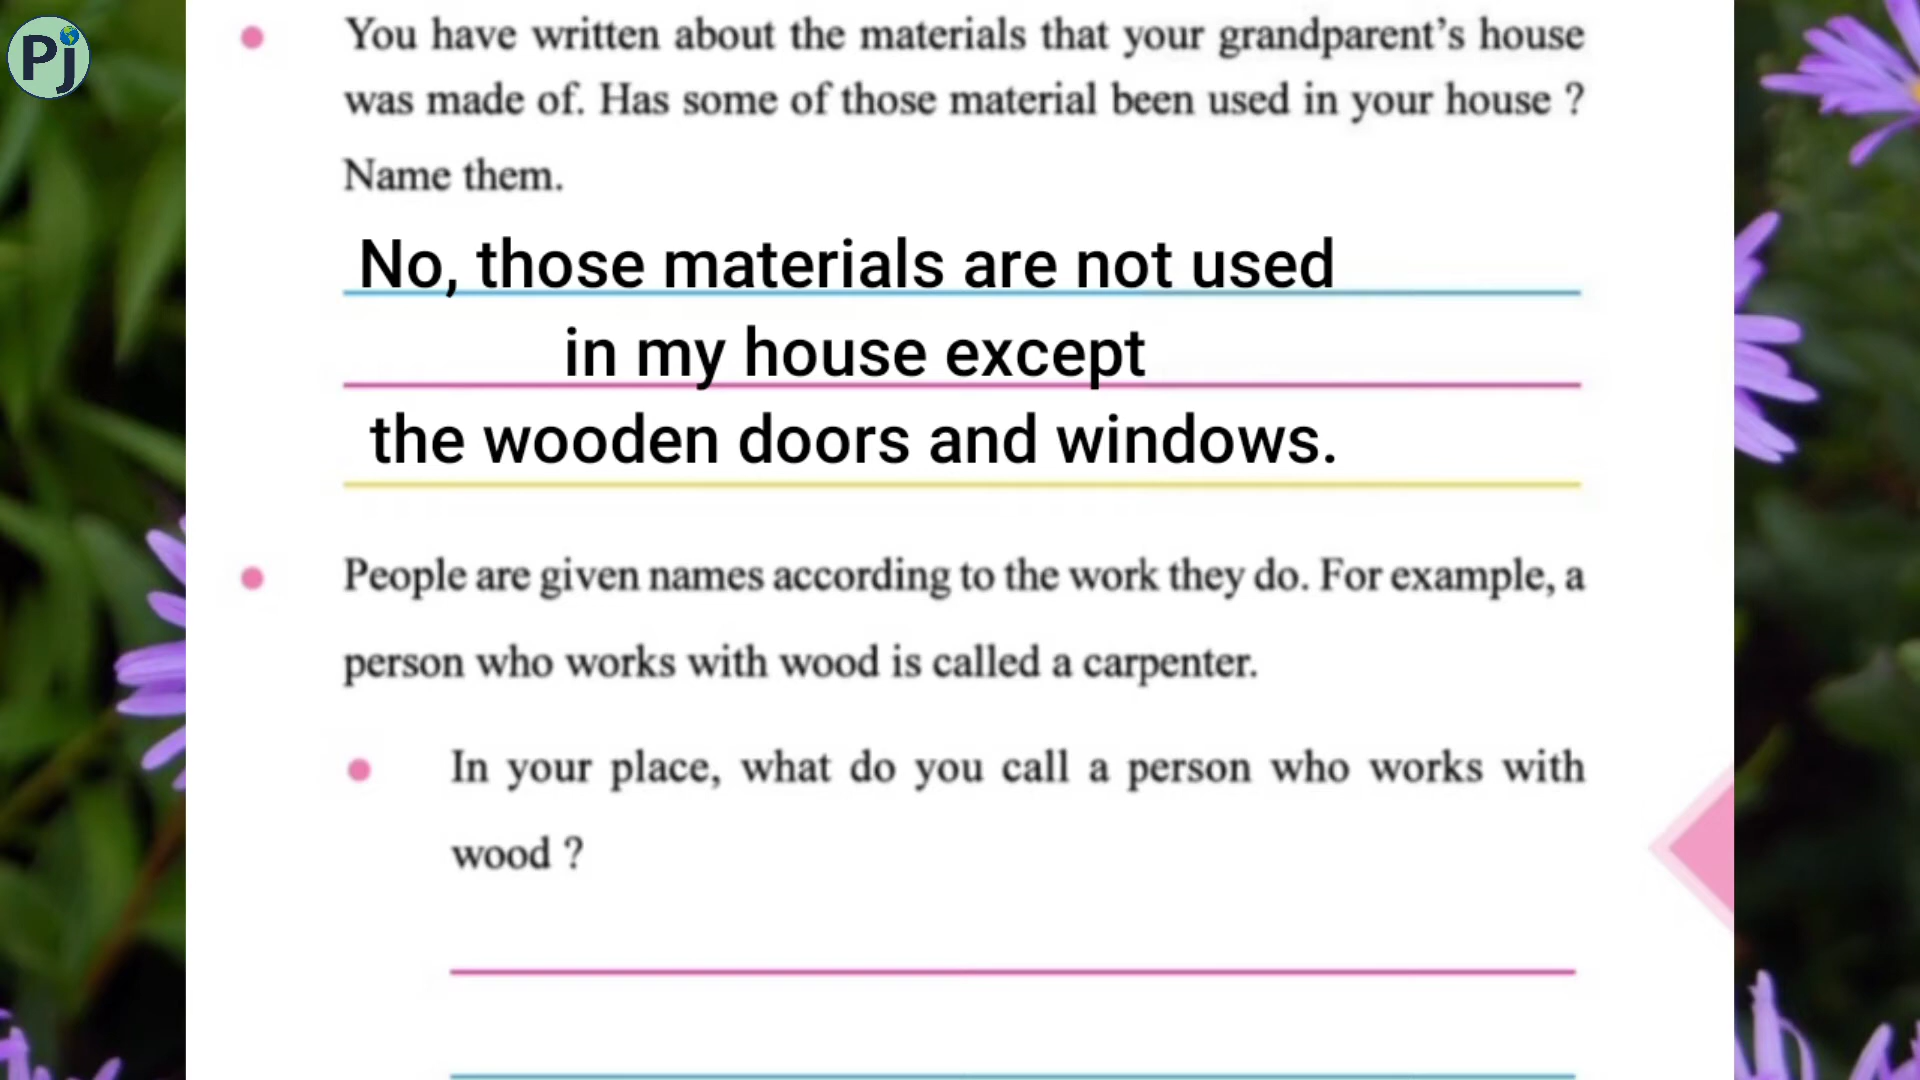 Pj
You have written about the materials that your grandparent's house
was made of. Has some of those material been used in your house ?
Name them.
No, those materials are not used
in my house except
the wooden doors and windows.
People are given names according to the work they do. For example, a
person who works with wood is called a carpenter.
In your place, what do you call a person who works with
wood ?